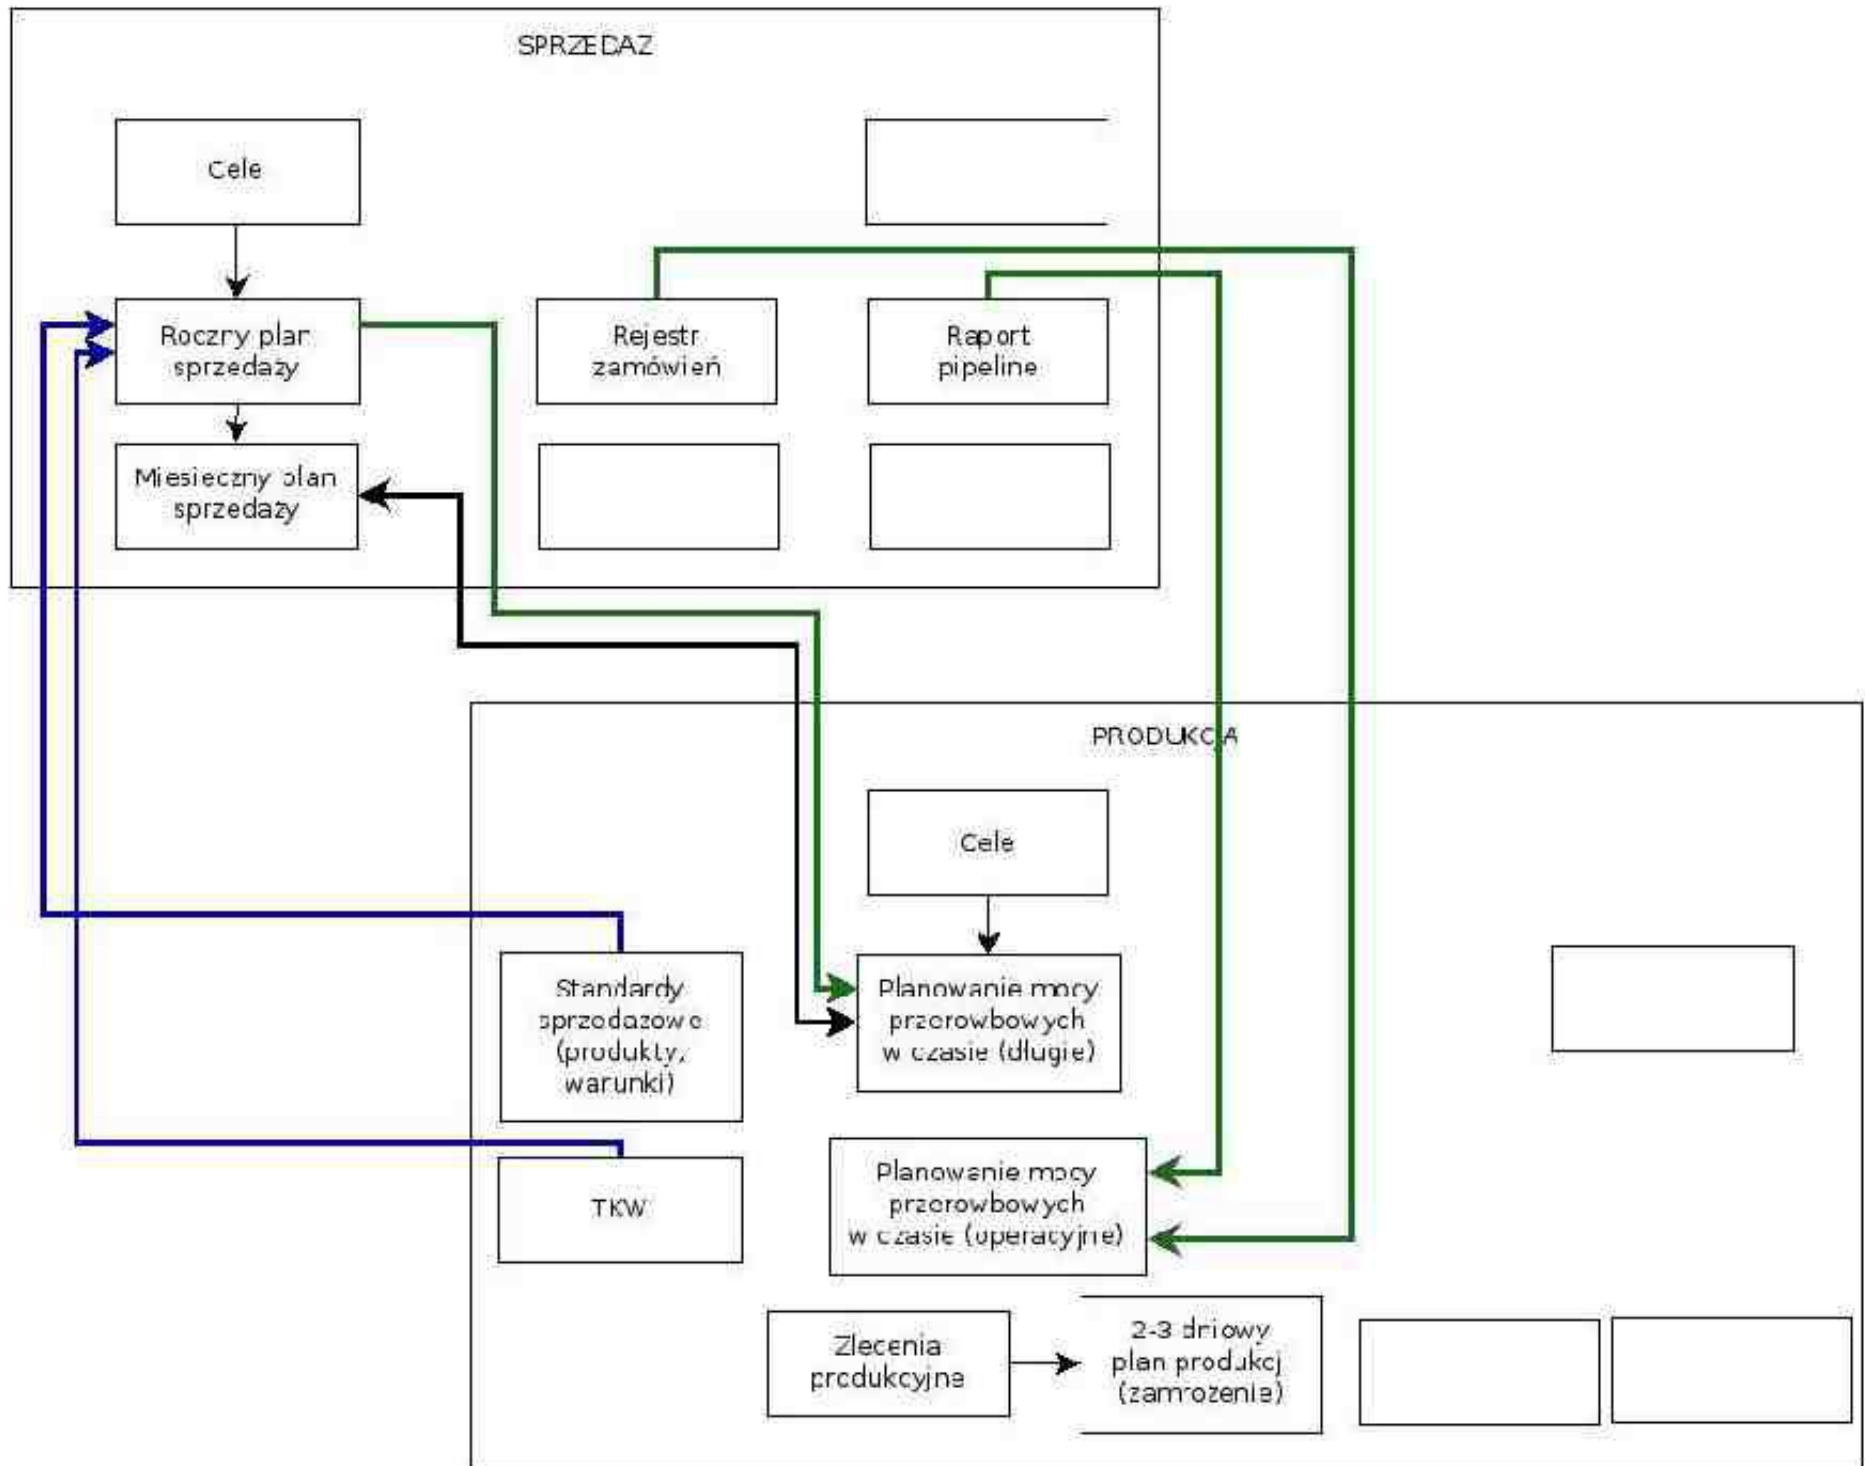 SPRZEDAZ
Cele
Roczny plan
sprzedaży
Rejestr
zamówień
Raport
pipeline
Miesieczny plan
sprzedaży
PRODUKCJA
Cele
Standardy
sprzedazowe
(produkty,
warunki)
Planowanie mocy
przerowbowych
w czasie (długie)
TKW
Planowanie mocy
przerowbowych
w czasie (operacyjne)
Zlecenia
produkcyjne
2-3 dniowy
plan produkcj
(zamrozenie)